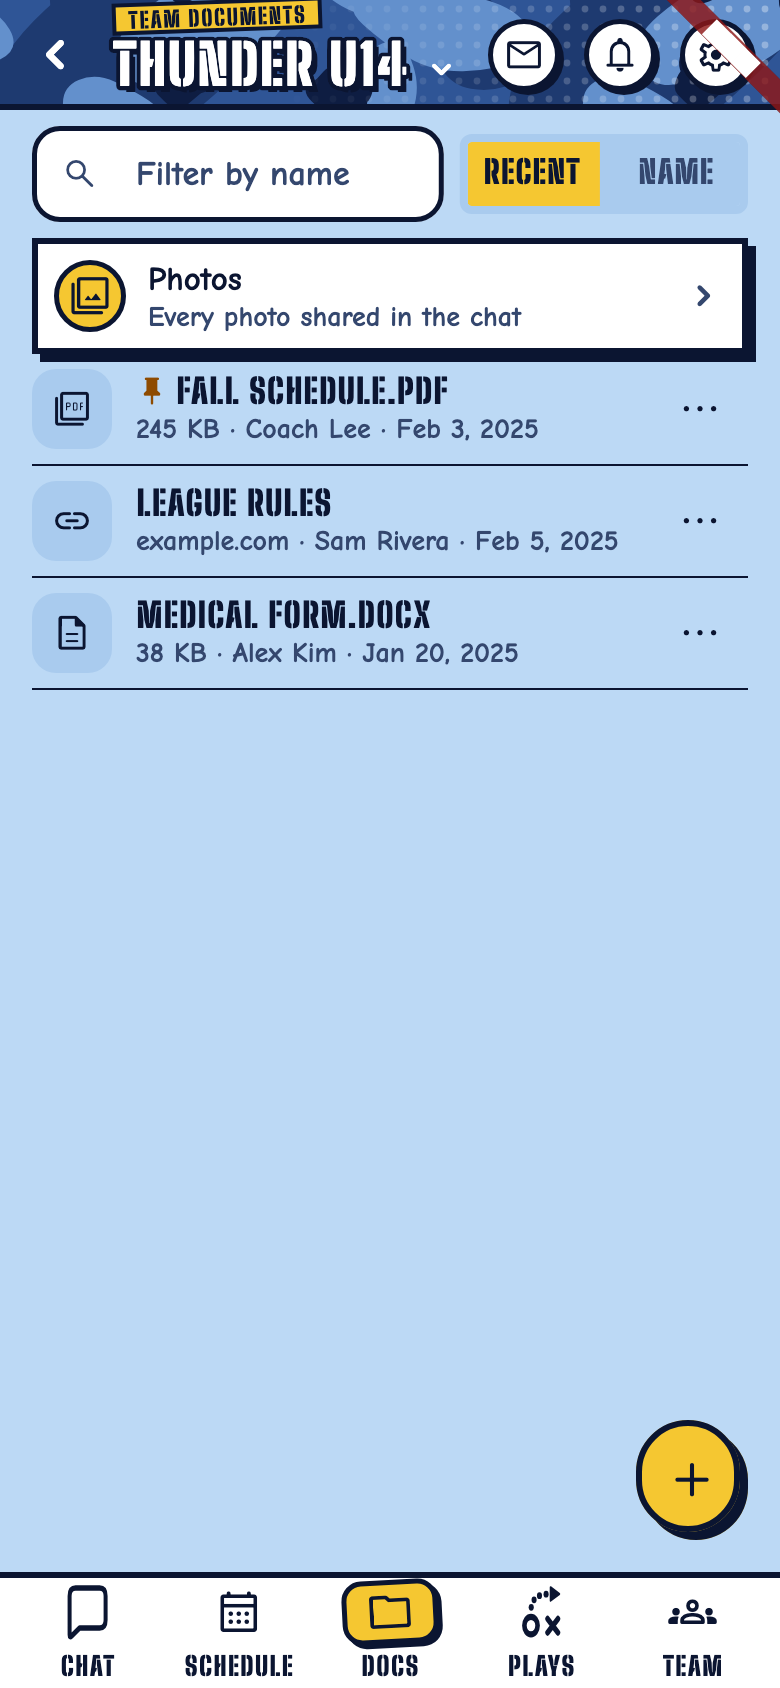 TEAM DOCUMENTS
THUNDER U14
Filter by name
RECENT
NAME
Photos
Every photo shared in the chat
PDF
FALL SCHEDULE.PDF
245 KB · Coach Lee · Feb 3, 2025
LEAGUE RULES
example.com · Sam Rivera · Feb 5, 2025
MEDICAL FORM.DOCX
38 KB · Alex Kim · Jan 20, 2025
CHAT
SCHEDULE
DOCS
PLAYS
TEAM